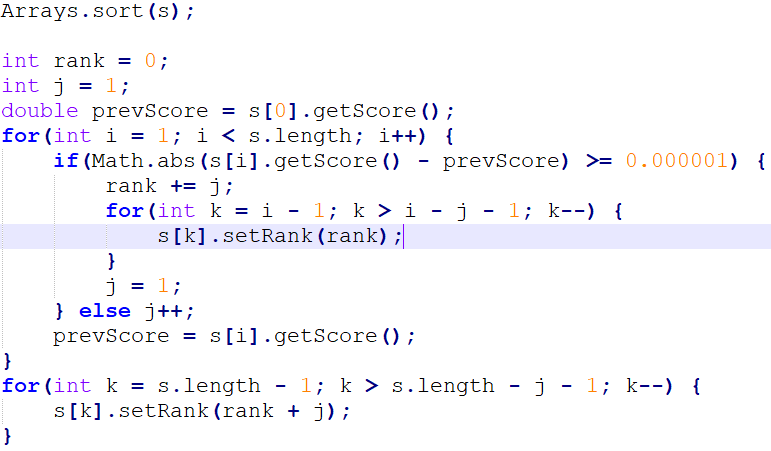 Arrays.sort(s);

int rank = 0;
int j = 1;
double prevScore = s[0].getScore();
for(int i = 1; i < s.length; i++) {
    if(Math.abs(s[i].getScore() - prevScore) >= 0.000001) {
        rank += j;
        for(int k = i - 1; k > i - j - 1; k--) {
            s[k].setRank(rank);
        }
        j = 1;
    } else j++;
    prevScore = s[i].getScore();
}
for(int k = s.length - 1; k > s.length - j - 1; k--) {
    s[k].setRank(rank + j);
}